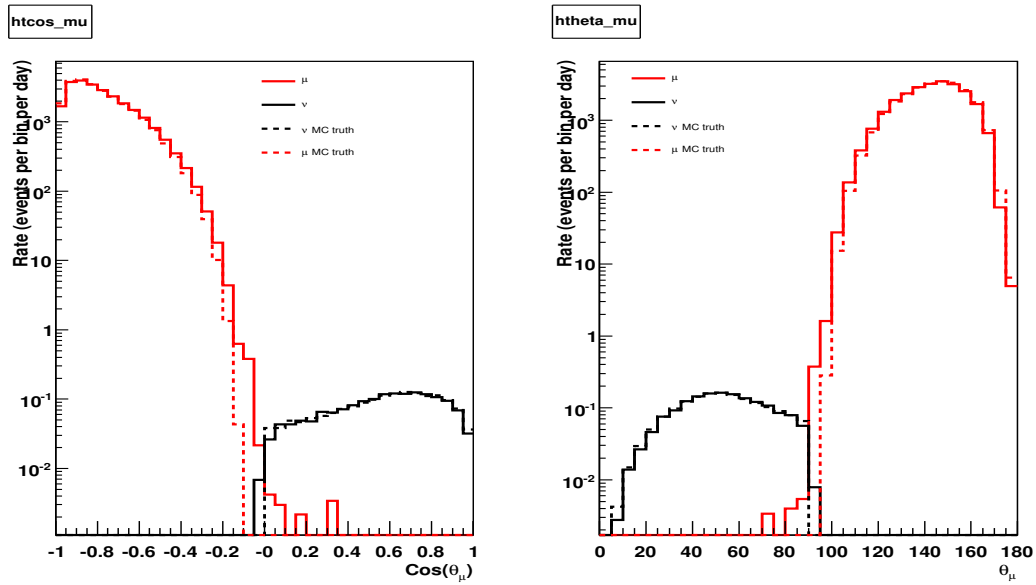 htcos_mu
Rate (events per bin per day)
μ
ν
ν MC truth
μ MC truth
10³
10²
10
1
10⁻¹
10⁻²
-1 -0.8 -0.6 -0.4 -0.2 -0 0.2 0.4 0.6 0.8 1
Cos(θμ)
htheta_mu
Rate (events per bin per day)
μ
ν
ν MC truth
μ MC truth
10³
10²
10
1
10⁻¹
10⁻²
0 20 40 60 80 100 120 140 160 180
θμ